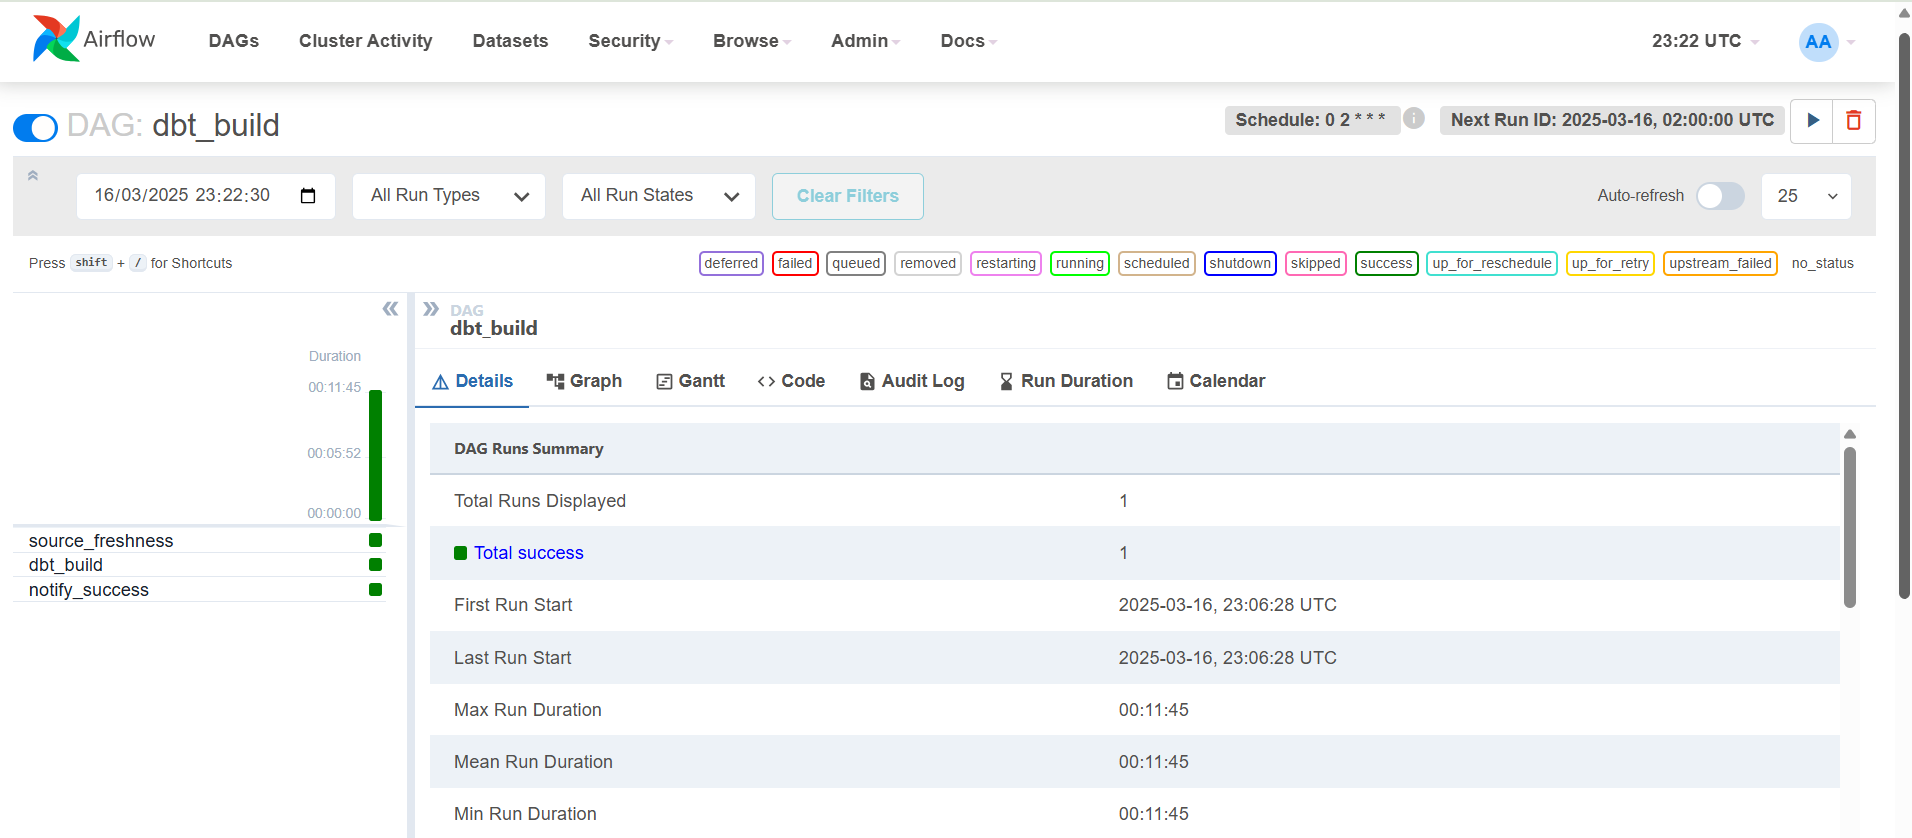 Airflow DAGs Cluster Activity Datasets Security Browse Admin Docs 23:22 UTC AA
DAG: dbt_build Schedule: 0 2 * * * i Next Run ID: 2025-03-16, 02:00:00 UTC
16/03/2025 23:22:30 All Run Types All Run States Clear Filters Auto-refresh 25
Press shift + / for Shortcuts deferred failed queued removed restarting running scheduled shutdown skipped success up_for_reschedule up_for_retry upstream_failed no_status
Duration
00:11:45
00:05:52
00:00:00
source_freshness
dbt_build
notify_success
DAG
dbt_build
Details Graph Gantt Code Audit Log Run Duration Calendar
DAG Runs Summary
Total Runs Displayed 1
Total success 1
First Run Start 2025-03-16, 23:06:28 UTC
Last Run Start 2025-03-16, 23:06:28 UTC
Max Run Duration 00:11:45
Mean Run Duration 00:11:45
Min Run Duration 00:11:45